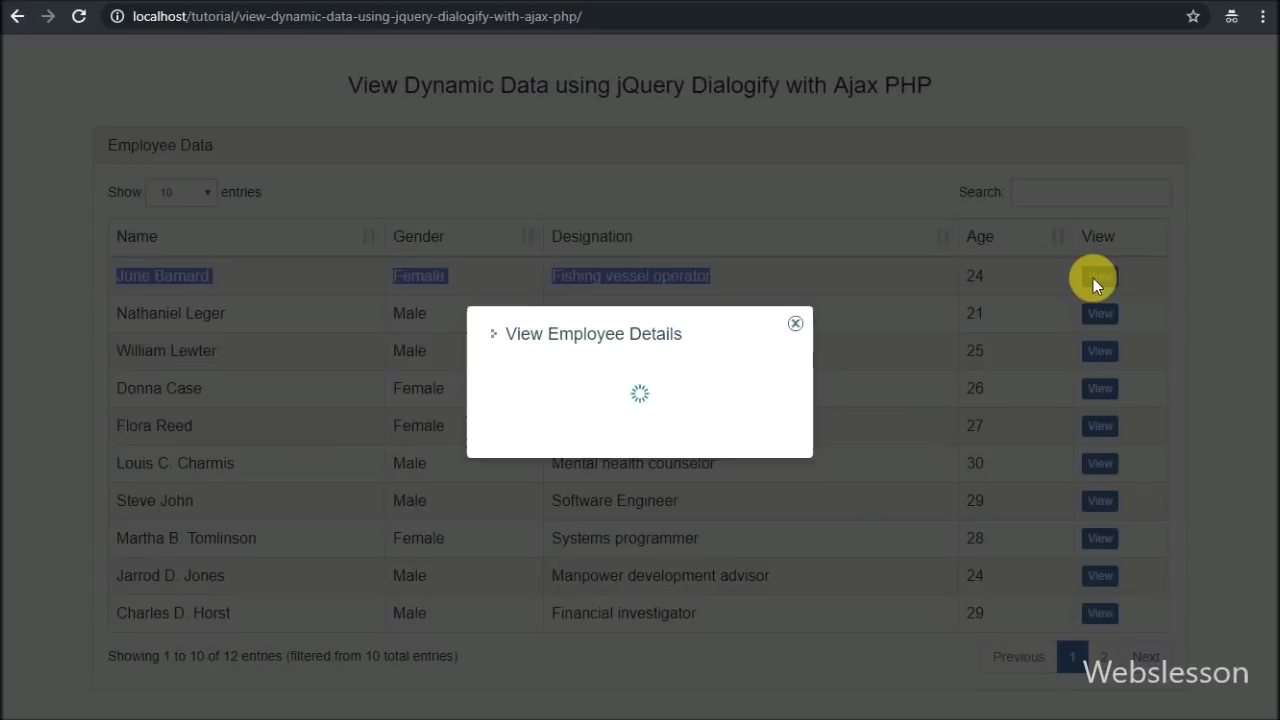 localhost/tutorial/view-dynamic-data-using-jquery-dialogify-with-ajax-php/
View Dynamic Data using jQuery Dialogify with Ajax PHP
Employee Data
Show 10 entries Search:
Name Gender Designation Age View
June Barnard Female Fishing vessel operator 24
Nathaniel Leger Male 21 View
William Lewter Male 25 View
Donna Case Female 26 View
Flora Reed Female 27 View
Louis C. Charmis Male Mental health counselor 30 View
Steve John Male Software Engineer 29 View
Martha B. Tomlinson Female Systems programmer 28 View
Jarrod D. Jones Male Manpower development advisor 24 View
Charles D. Horst Male Financial investigator 29 View
View Employee Details
Showing 1 to 10 of 12 entries (filtered from 10 total entries) Previous 1 2 Next
Webslesson